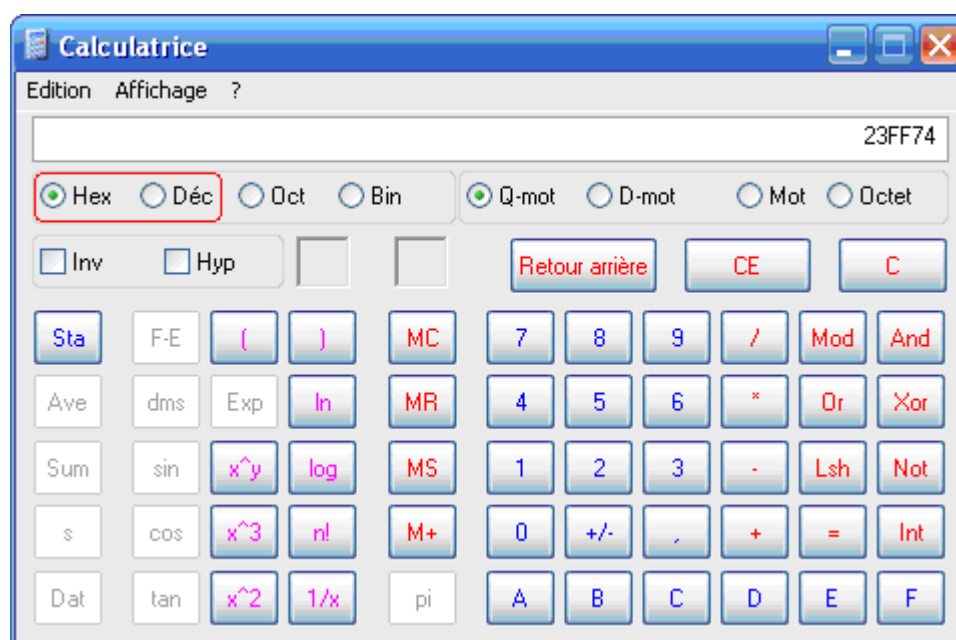 Calculatrice
Edition Affichage ?
23FF74
Hex Déc Oct Bin Q-mot D-mot Mot Octet
Inv Hyp Retour arrière CE C
Sta F-E ( ) MC 7 8 9 / Mod And
Ave dms Exp ln MR 4 5 6 * Or Xor
Sum sin x^y log MS 1 2 3 - Lsh Not
s cos x^3 n! M+ 0 +/- , + = Int
Dat tan x^2 1/x pi A B C D E F